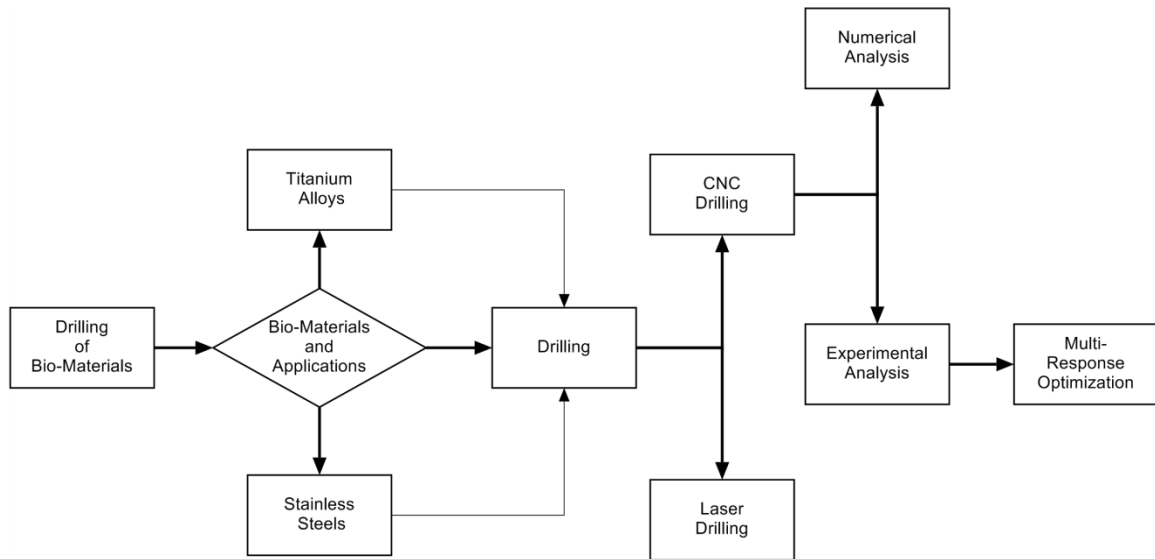 Numerical
Analysis
Titanium
Alloys
CNC
Drilling
Drilling
of
Bio-Materials
Bio-Materials
and
Applications
Drilling
Experimental
Analysis
Multi-
Response
Optimization
Stainless
Steels
Laser
Drilling